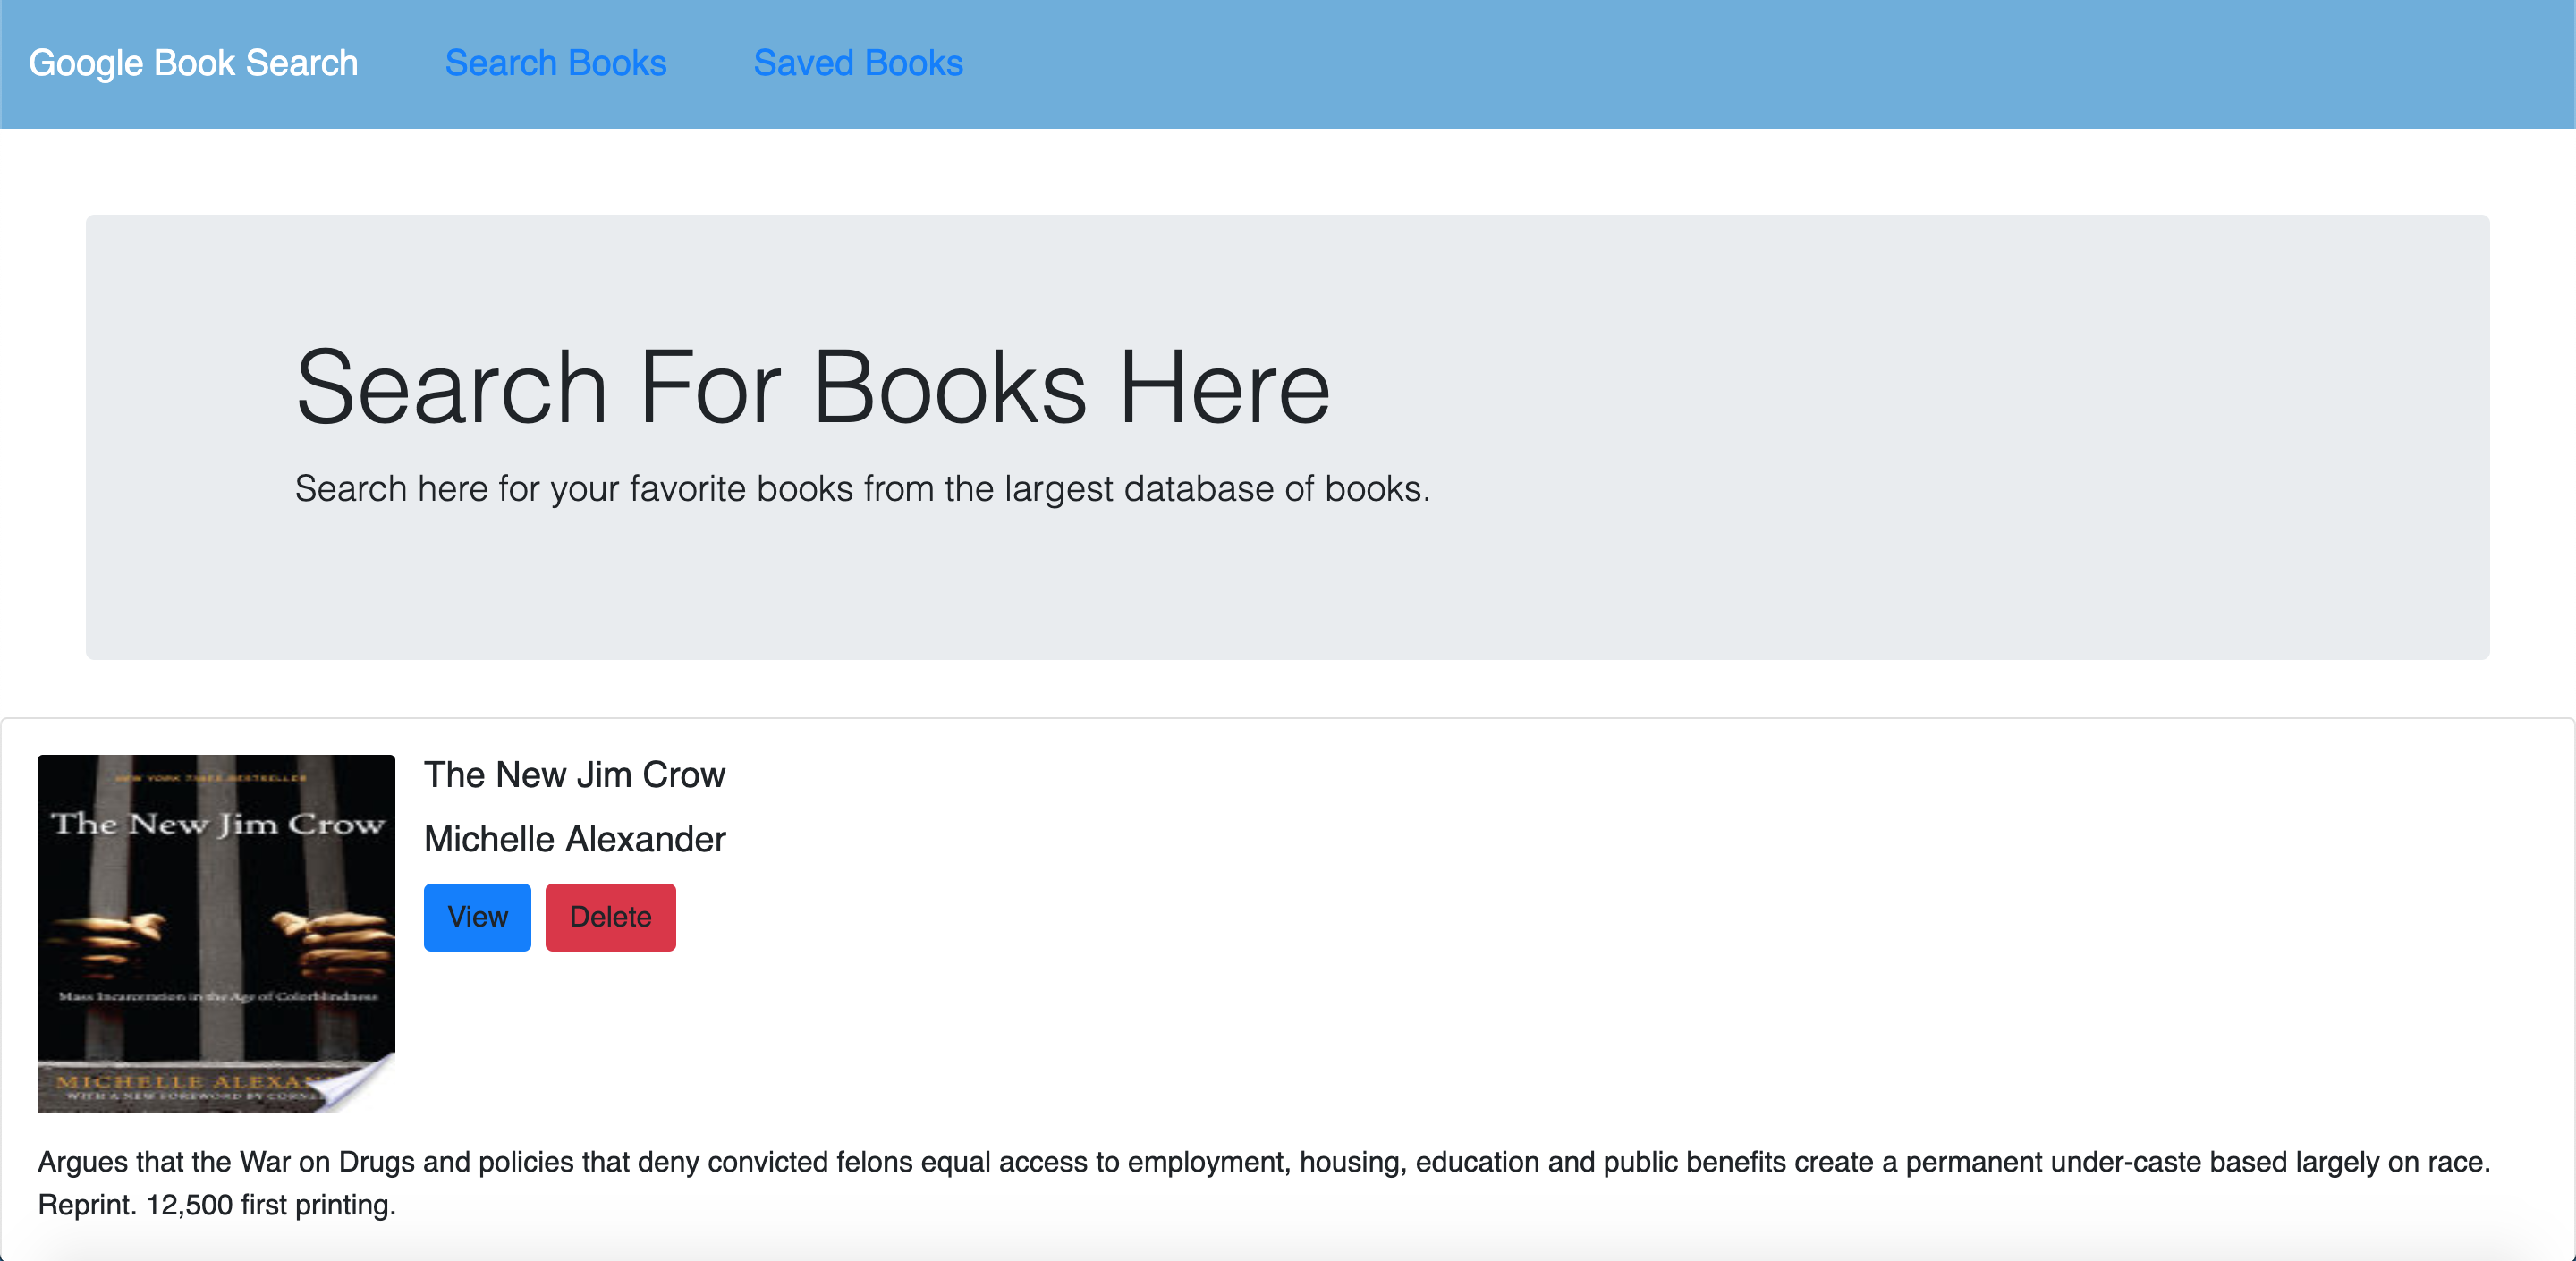 Google Book Search Search Books Saved Books
Search For Books Here
Search here for your favorite books from the largest database of books.
NEW YORK TIMES BESTSELLER
The New Jim Crow
Mass Incarceration in the Age of Colorblindness
MICHELLE ALEXAN
WITH A NEW FOREWORD BY
The New Jim Crow
Michelle Alexander
View Delete
Argues that the War on Drugs and policies that deny convicted felons equal access to employment, housing, education and public benefits create a permanent under-caste based largely on race.
Reprint. 12,500 first printing.